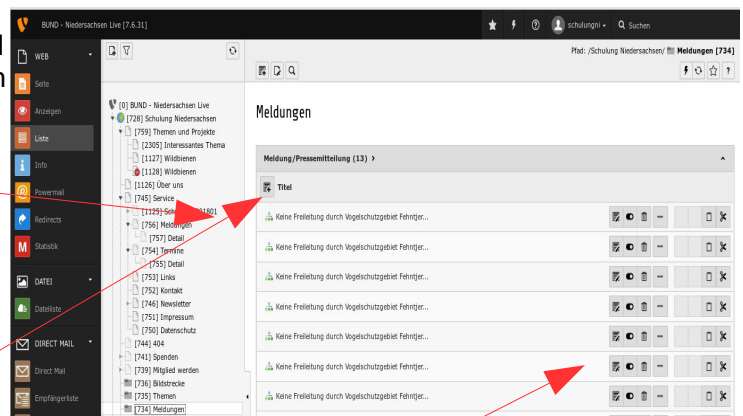 BUND - Niedersachsen Live [7.6.31]
schulungni
Suchen
WEB
Seite
Anzeigen
Liste
Info
Powermail
Redirects
Statistik
DATEI
Dateiliste
DIRECT MAIL
Direct Mail
Empfängerliste
[0] BUND - Niedersachsen Live
[728] Schulung Niedersachsen
[759] Themen und Projekte
[2305] Interessantes Thema
[1127] Wildbienen
[1128] Wildbienen
[1126] Über uns
[745] Service
[1125]
[756] Meldungen
[757] Detail
[754] Termine
[755] Detail
[753] Links
[752] Kontakt
[746] Newsletter
[751] Impressum
[750] Datenschutz
[744] 404
[741] Spenden
[739] Mitglied werden
[736] Bildstrecke
[735] Themen
[734] Meldungen
Pfad: /Schulung Niedersachsen/ Meldungen [734]
Meldungen
Meldung/Pressemitteilung (13) >
Titel
Keine Freileitung durch Vogelschutzgebiet Fehntjer...
Keine Freileitung durch Vogelschutzgebiet Fehntjer...
Keine Freileitung durch Vogelschutzgebiet Fehntjer...
Keine Freileitung durch Vogelschutzgebiet Fehntjer...
Keine Freileitung durch Vogelschutzgebiet Fehntjer...
Keine Freileitung durch Vogelschutzgebiet Fehntjer...
Keine Freileitung durch Vogelschutzgebiet Fehntjer...